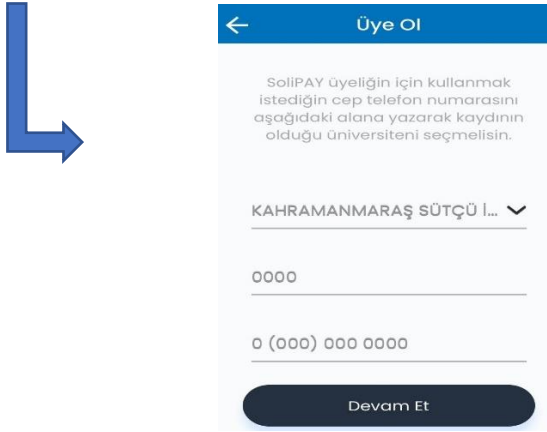 Üye Ol
SoliPAY üyeliğin için kullanmak
istediğin cep telefon numarasını
aşağıdaki alana yazarak kaydının
olduğu üniversiteni seçmelisin.
KAHRAMANMARAŞ SÜTÇÜ İ...
0000
0 (000) 000 0000
Devam Et